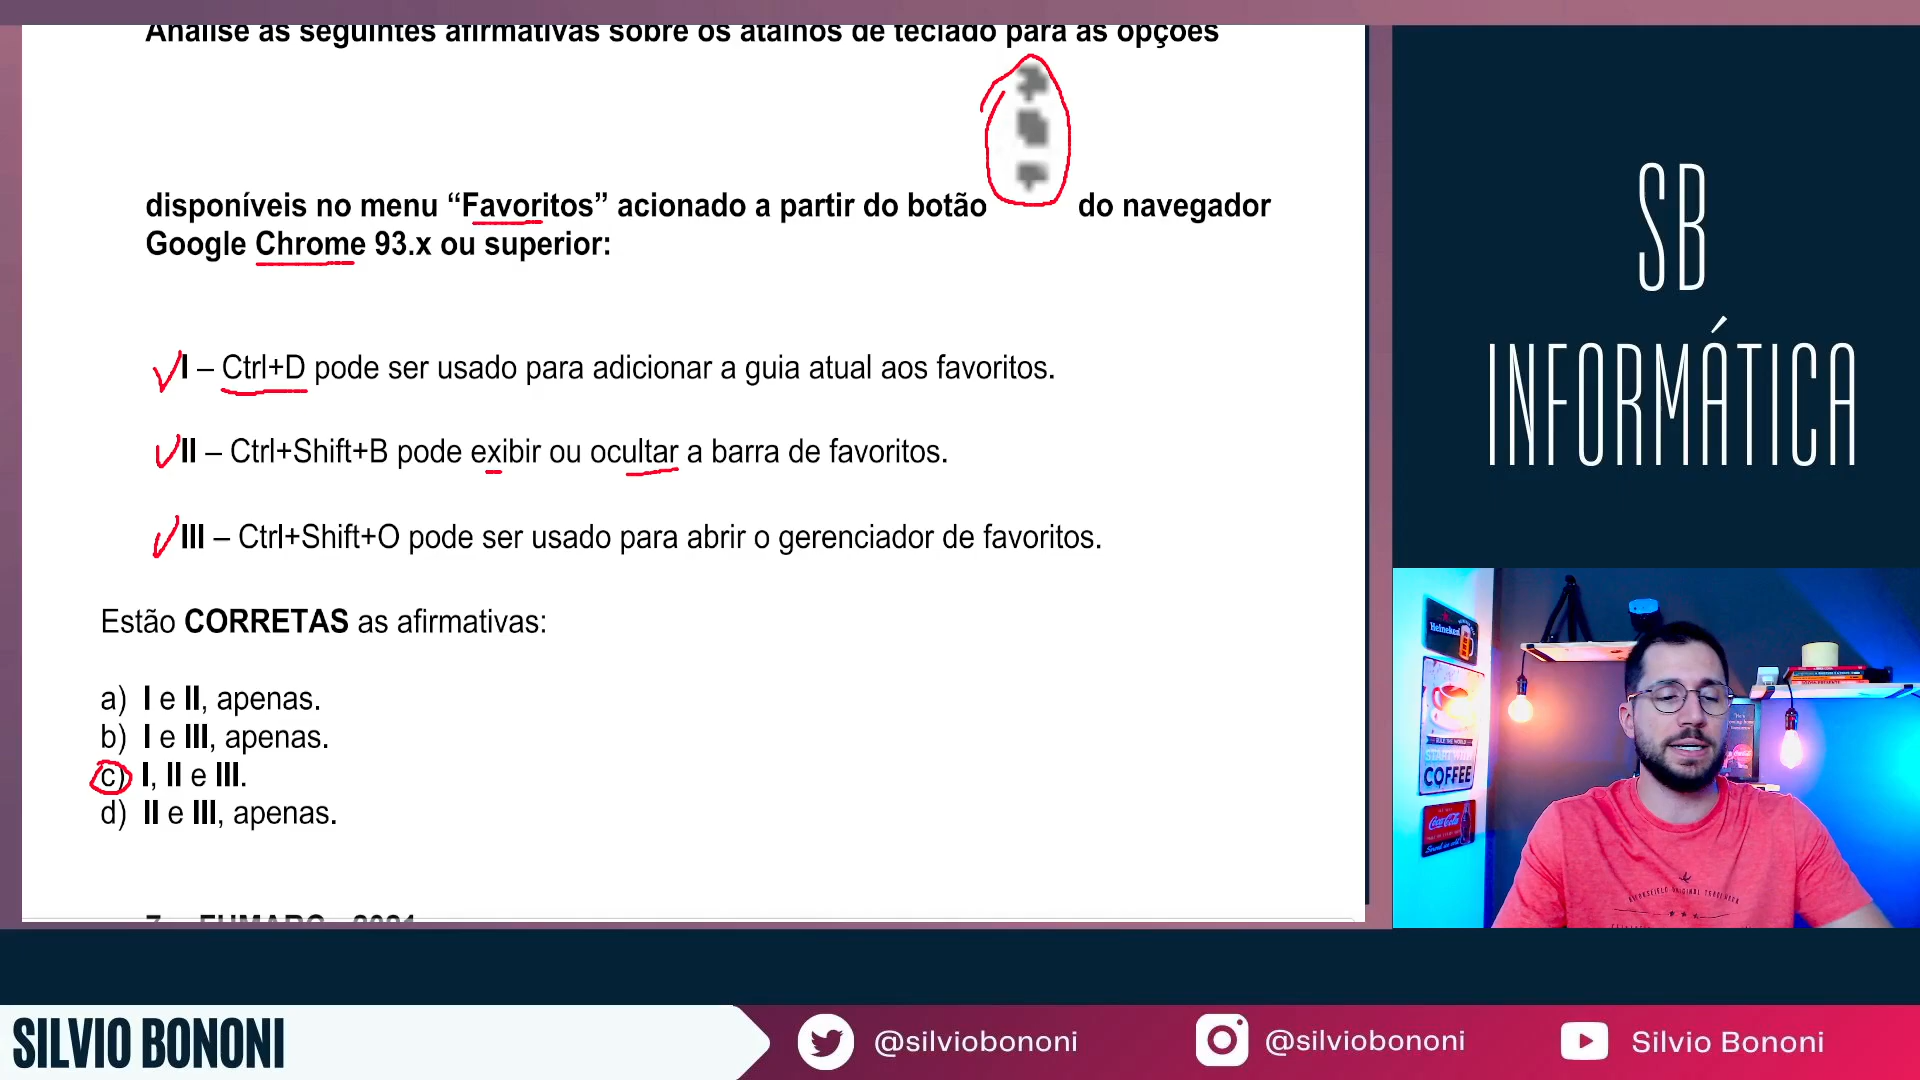 Analise as seguintes afirmativas sobre os atalhos de teclado para as opções
disponíveis no menu “Favoritos” acionado a partir do botão do navegador
Google Chrome 93.x ou superior:
I – Ctrl+D pode ser usado para adicionar a guia atual aos favoritos.
II – Ctrl+Shift+B pode exibir ou ocultar a barra de favoritos.
III – Ctrl+Shift+O pode ser usado para abrir o gerenciador de favoritos.
Estão CORRETAS as afirmativas:
a) I e II, apenas.
b) I e III, apenas.
c) I, II e III.
d) II e III, apenas.
SB
INFORMÁTICA
Heineken
COFFEE
Coca-Cola
SILVIO BONONI
@silviobononi
@silviobononi
Silvio Bononi